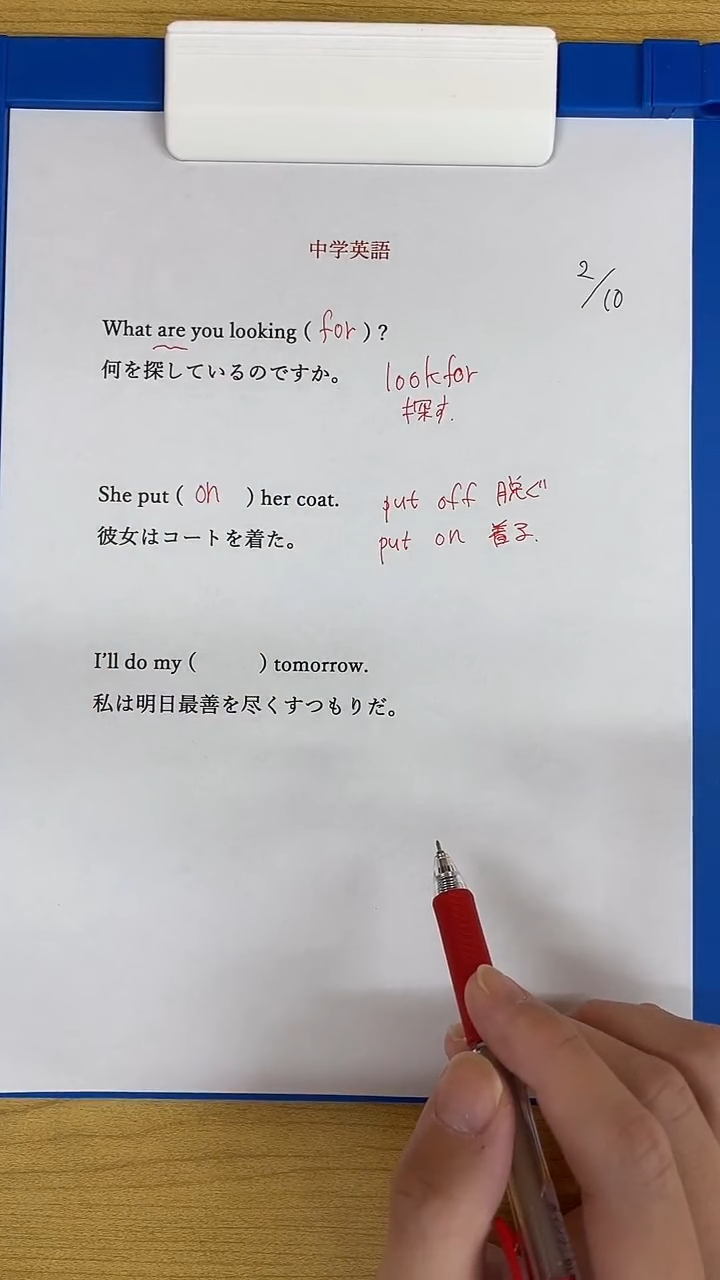 中学英語
2/10
What are you looking ( for ) ?
何を探しているのですか。
look for
探す.
She put ( on ) her coat.
put off 脱ぐ
彼女はコートを着た。
put on 着る.
I'll do my ( ) tomorrow.
私は明日最善を尽くすつもりだ。